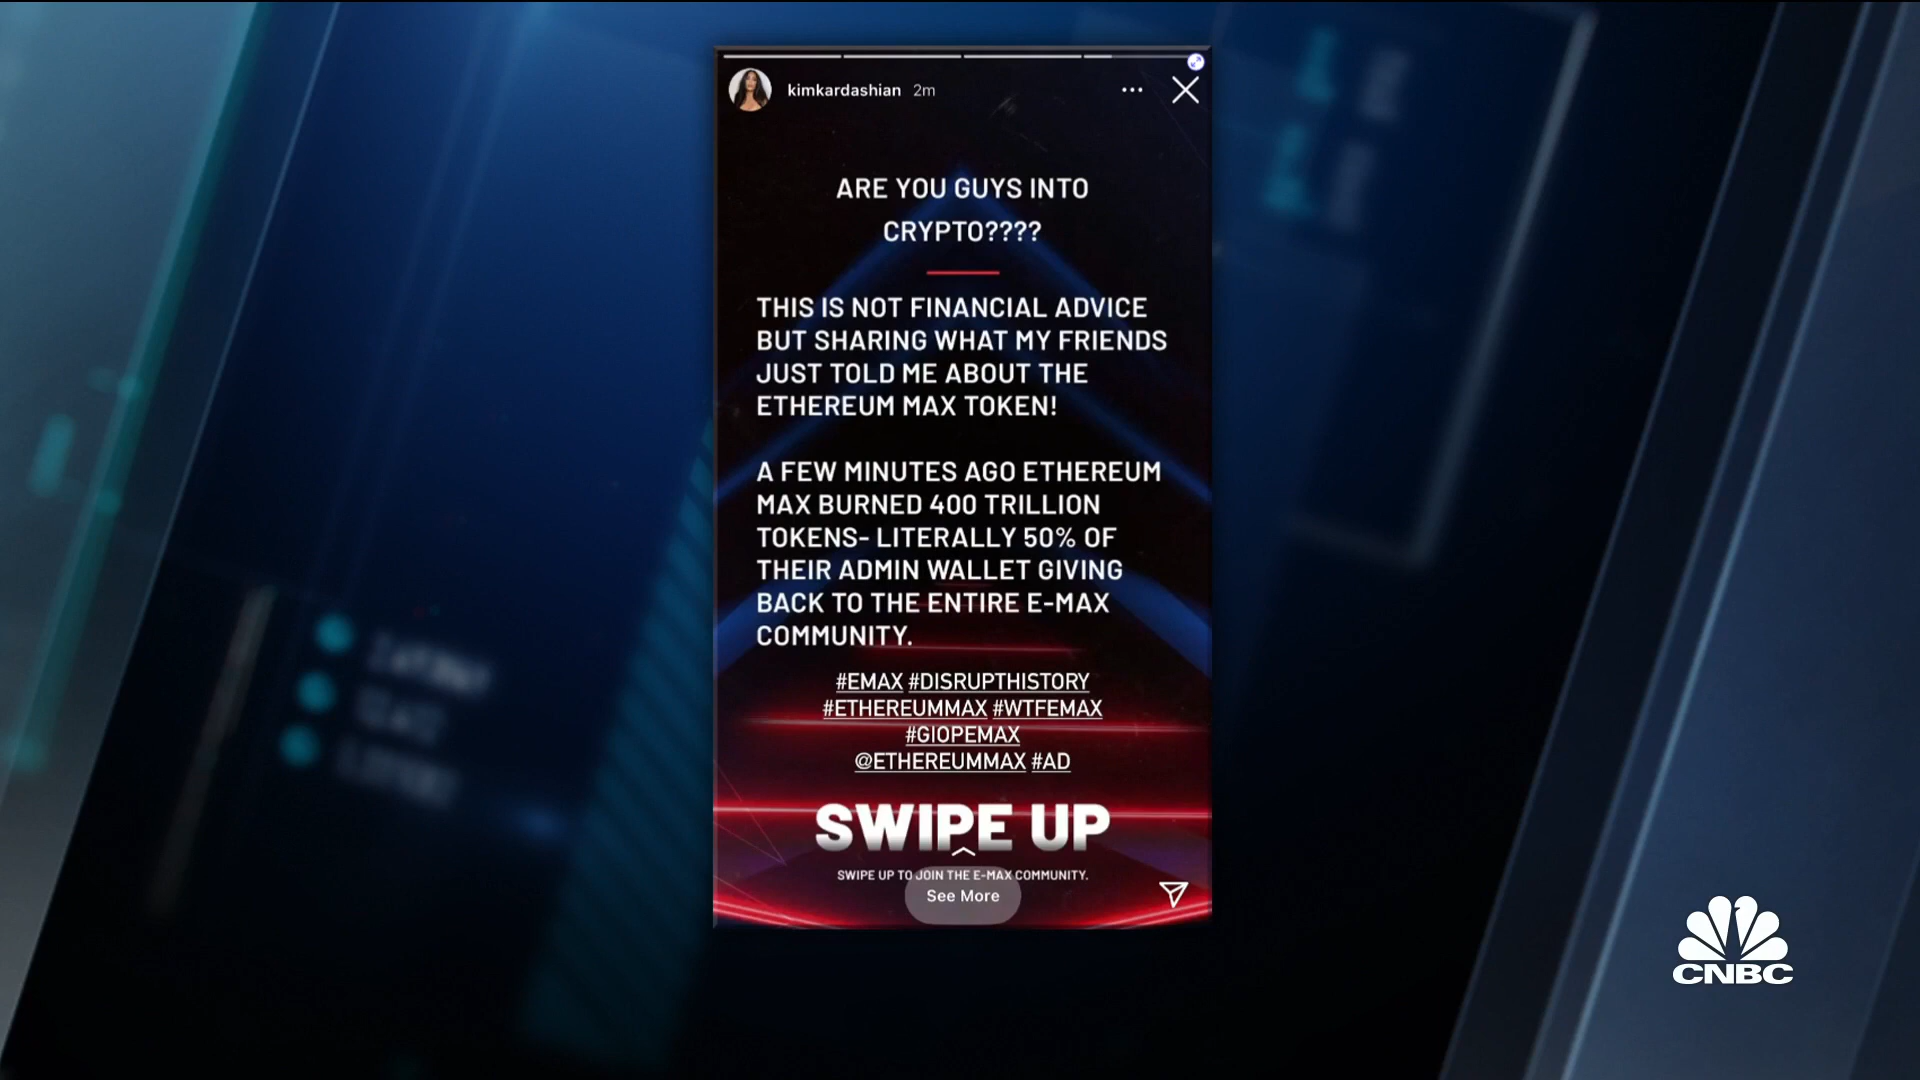 kimkardashian 2m
ARE YOU GUYS INTO
CRYPTO????
THIS IS NOT FINANCIAL ADVICE
BUT SHARING WHAT MY FRIENDS
JUST TOLD ME ABOUT THE
ETHEREUM MAX TOKEN!
A FEW MINUTES AGO ETHEREUM
MAX BURNED 400 TRILLION
TOKENS- LITERALLY 50% OF
THEIR ADMIN WALLET GIVING
BACK TO THE ENTIRE E-MAX
COMMUNITY.
#EMAX #DISRUPTHISTORY
#ETHEREUMMAX #WTFEMAX
#GIOPEMAX
@ETHEREUMMAX #AD
SWIPE UP
SWIPE UP TO JOIN THE E-MAX COMMUNITY.
See More
CNBC